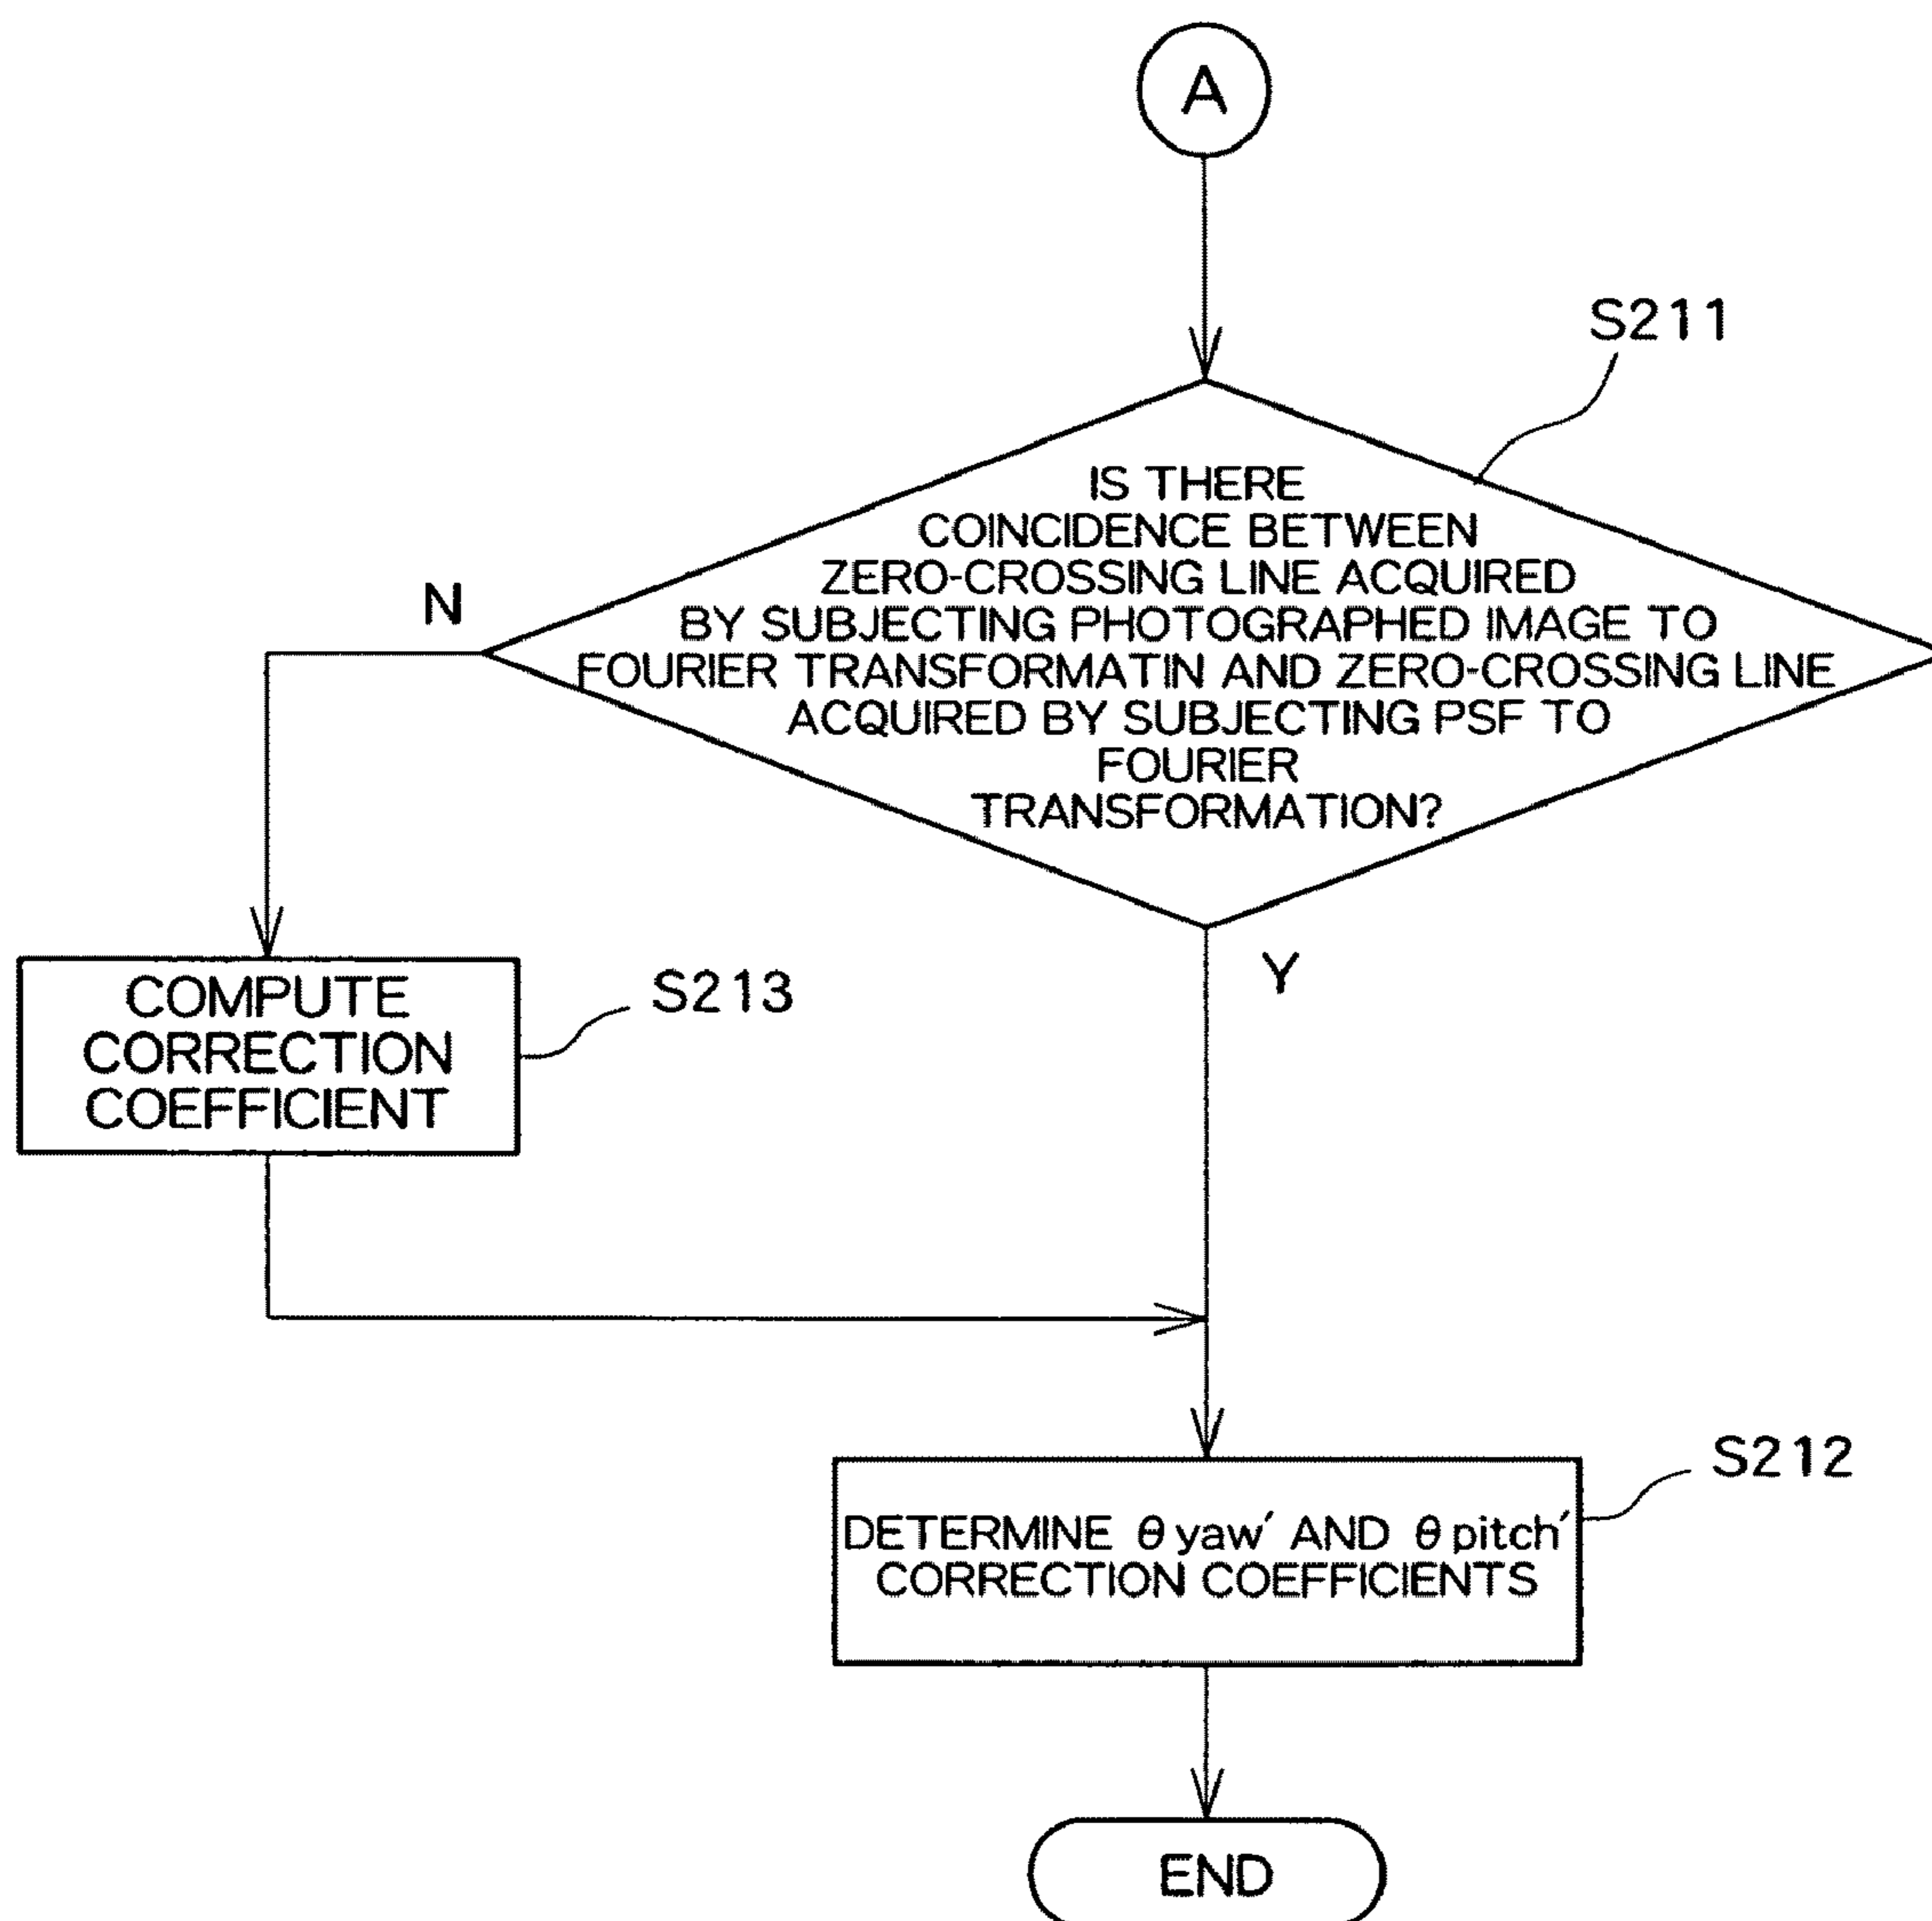 A
S211
IS THERE
COINCIDENCE BETWEEN
ZERO-CROSSING LINE ACQUIRED
BY SUBJECTING PHOTOGRAPHED IMAGE TO
FOURIER TRANSFORMATIN AND ZERO-CROSSING LINE
ACQUIRED BY SUBJECTING PSF TO
FOURIER
TRANSFORMATION?
N
Y
COMPUTE
CORRECTION
COEFFICIENT
S213
S212
DETERMINE θyaw′ AND θpitch′
CORRECTION COEFFICIENTS
END